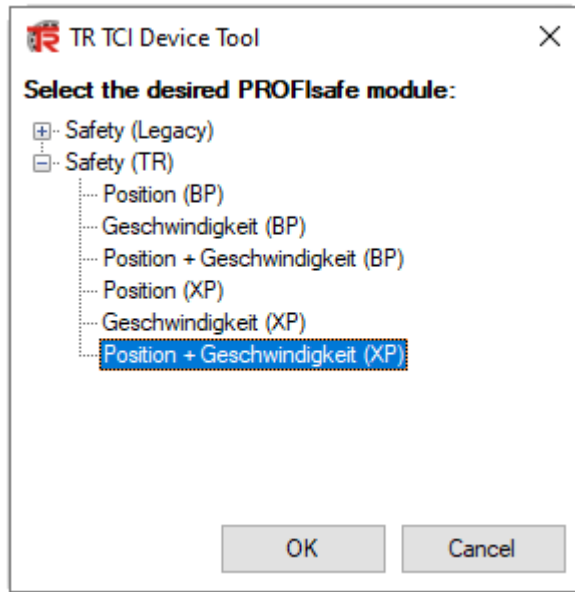 TR TCI Device Tool
Select the desired PROFIsafe module:
Safety (Legacy)
Safety (TR)
Position (BP)
Geschwindigkeit (BP)
Position + Geschwindigkeit (BP)
Position (XP)
Geschwindigkeit (XP)
Position + Geschwindigkeit (XP)
OK
Cancel